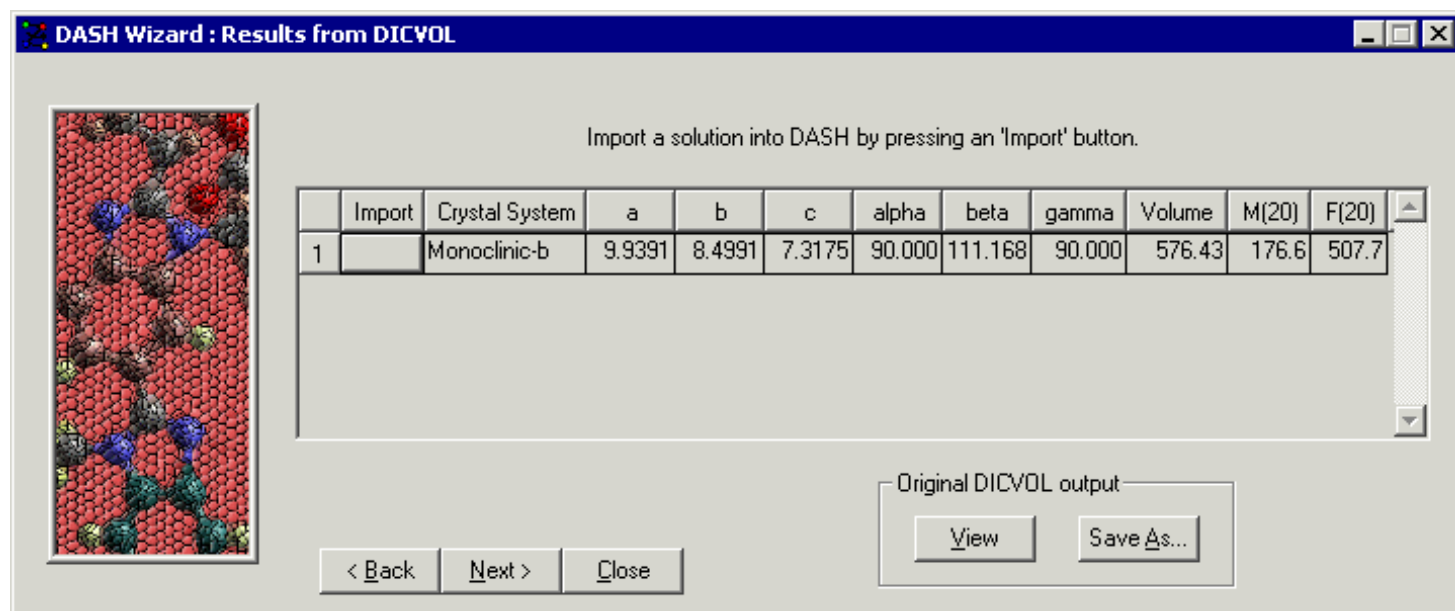 DASH Wizard : Results from DICVOL
Import a solution into DASH by pressing an 'Import' button.
Import Crystal System a b c alpha beta gamma Volume M(20) F(20)
1 Monoclinic-b 9.9391 8.4991 7.3175 90.000 111.168 90.000 576.43 176.6 507.7
Original DICVOL output
View Save As...
< Back Next > Close